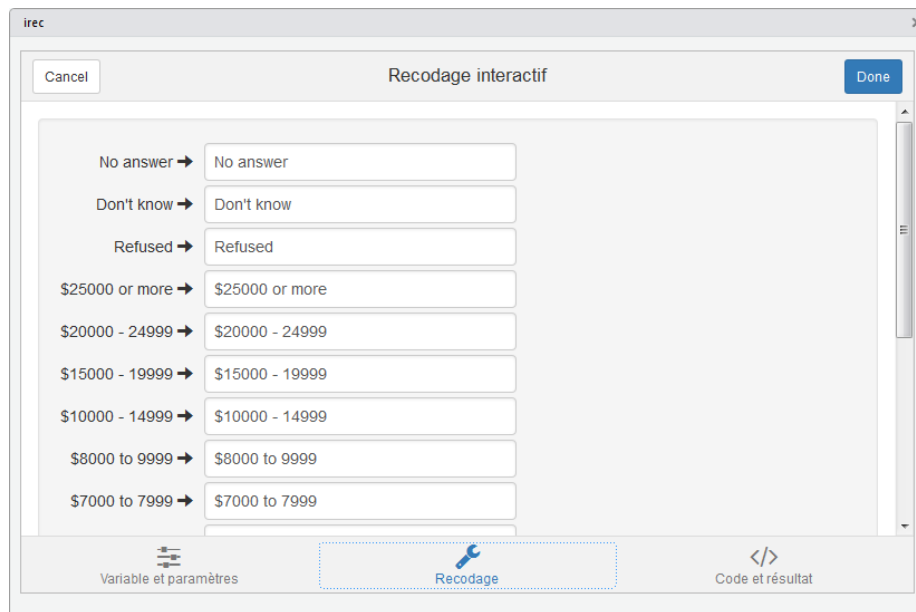 irec
Cancel Recodage interactif Done
No answer No answer
Don't know Don't know
Refused Refused
$25000 or more $25000 or more
$20000 - 24999 $20000 - 24999
$15000 - 19999 $15000 - 19999
$10000 - 14999 $10000 - 14999
$8000 to 9999 $8000 to 9999
$7000 to 7999 $7000 to 7999
Variable et paramètres Recodage Code et résultat